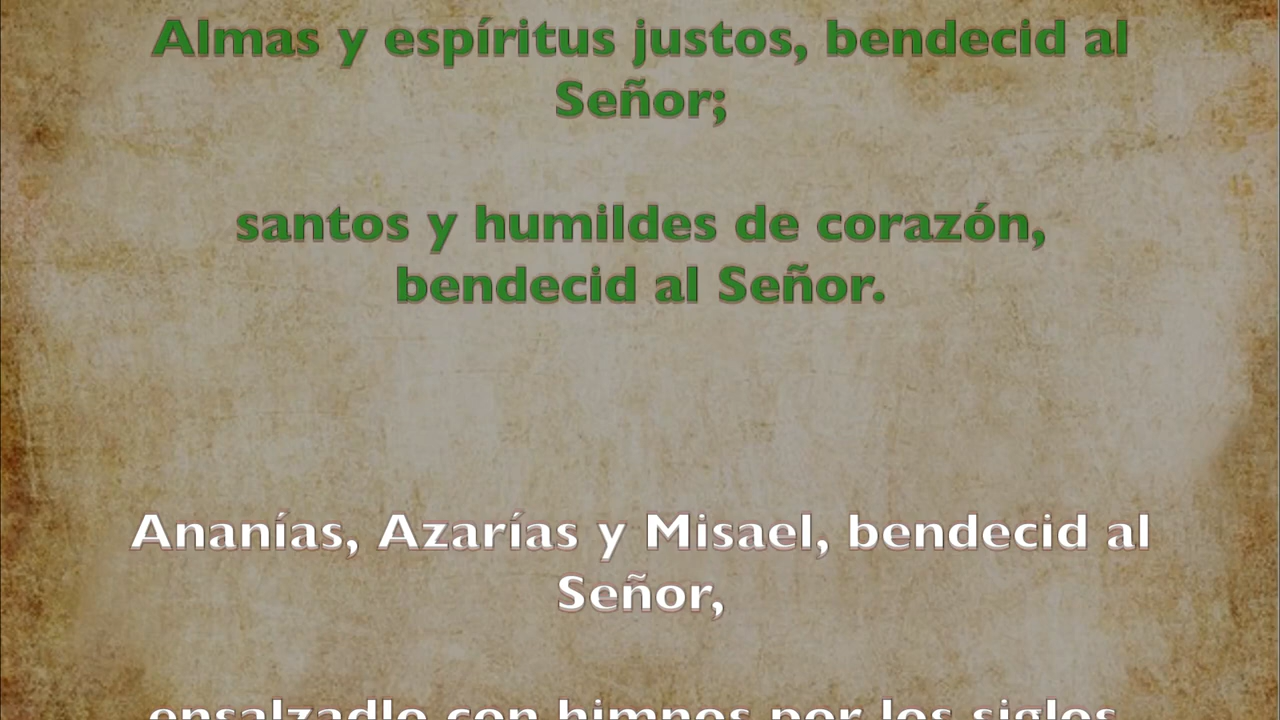 Almas y espíritus justos, bendecid al
Señor;
santos y humildes de corazón,
bendecid al Señor.
Ananías, Azarías y Misael, bendecid al
Señor,
ensalzadlo con himnos por los siglos